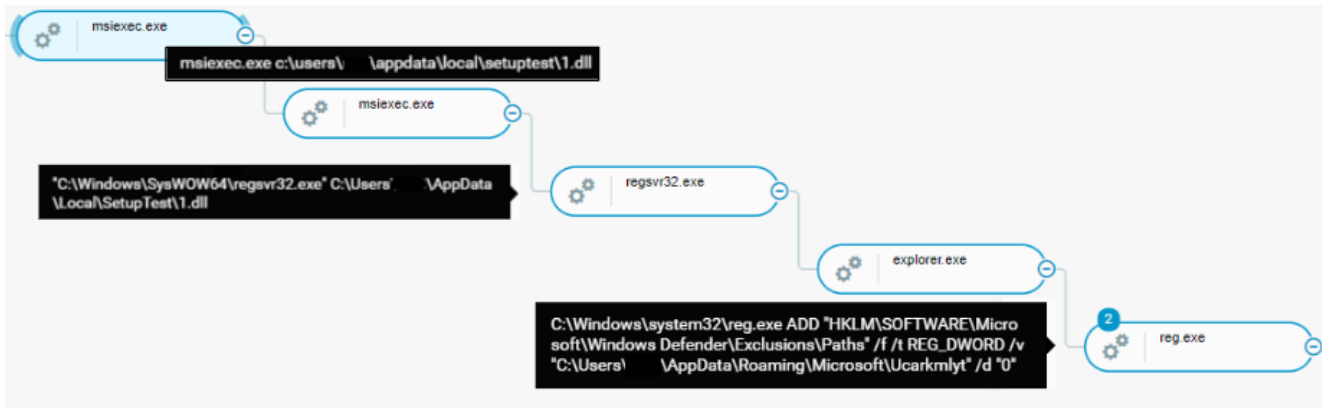 msiexec.exe
msiexec.exe c:\users\ \appdata\local\setuptest\1.dll
msiexec.exe
"C:\Windows\SysWOW64\regsvr32.exe" C:\Users\ \AppData
\Local\SetupTest\1.dll
regsvr32.exe
explorer.exe
C:\Windows\system32\reg.exe ADD "HKLM\SOFTWARE\Micro
soft\Windows Defender\Exclusions\Paths" /f /t REG_DWORD /v
"C:\Users\ \AppData\Roaming\Microsoft\Ucarkmlyt" /d "0"
2
reg.exe